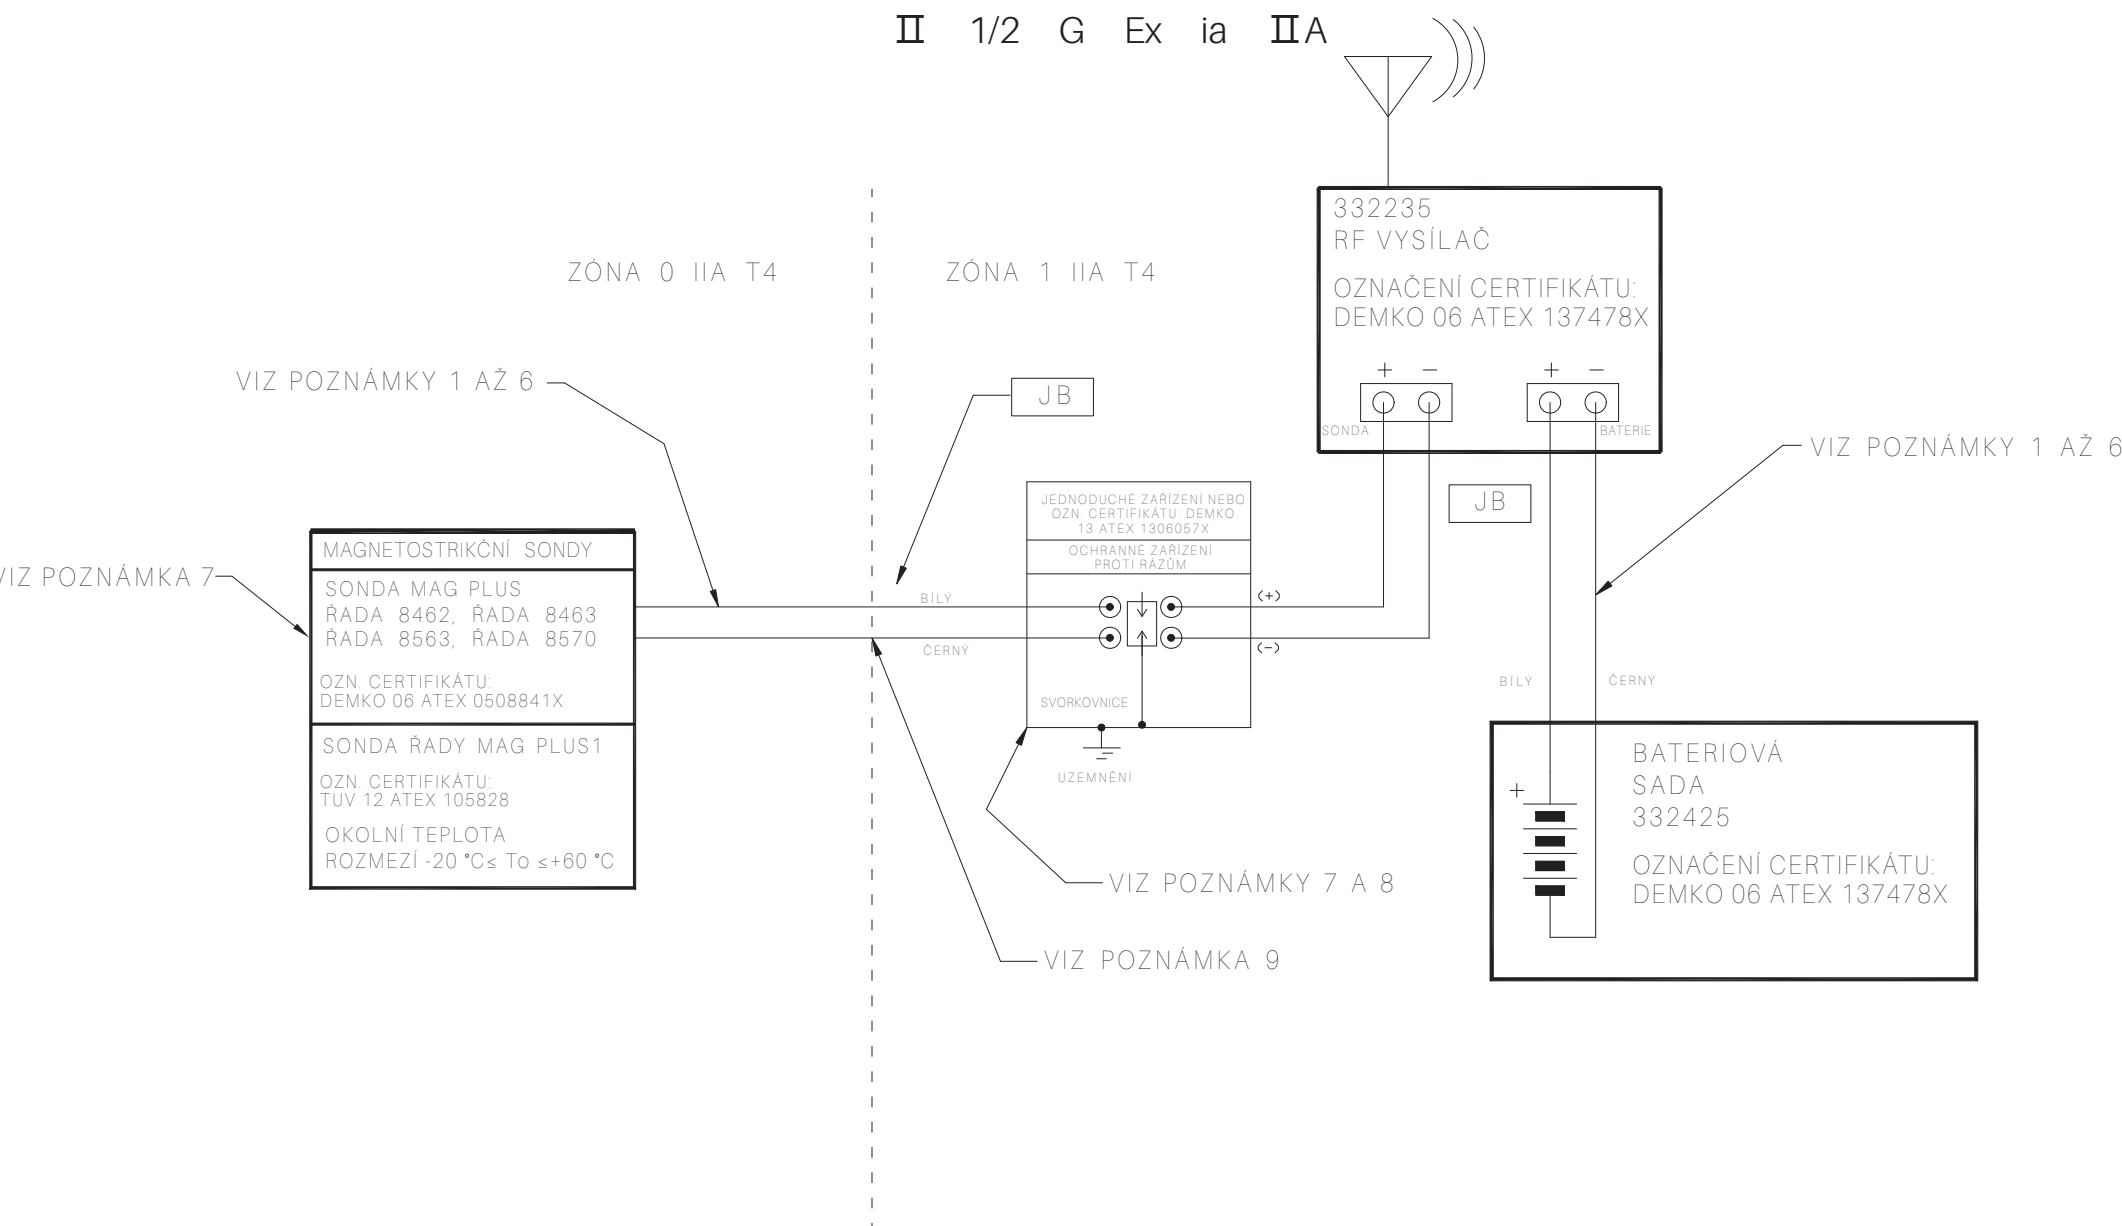 II 1/2 G Ex ia IIA
332235
RF VYSÍLAČ
OZNAČENÍ CERTIFIKÁTU:
DEMKO 06 ATEX 137478X
+ −
+ −
SONDA
BATERIE
ZÓNA 0 IIA T4
ZÓNA 1 IIA T4
VIZ POZNÁMKY 1 AŽ 6
JB
VIZ POZNÁMKY 1 AŽ 6
JB
JEDNODUCHÉ ZAŘÍZENÍ NEBO
OZN. CERTIFIKÁTU: DEMKO
13 ATEX 1306057X
OCHRANNÉ ZAŘÍZENÍ
PROTI RÁZŮM
BÍLÝ
ČERNÝ
(+)
(−)
SVORKOVNICE
UZEMNĚNÍ
VIZ POZNÁMKA 7
MAGNETOSTRIKČNÍ SONDY
SONDA MAG PLUS
ŘADA 8462, ŘADA 8463
ŘADA 8563, ŘADA 8570
OZN. CERTIFIKÁTU:
DEMKO 06 ATEX 0508841X
SONDA ŘADY MAG PLUS1
OZN. CERTIFIKÁTU:
TUV 12 ATEX 105828
OKOLNÍ TEPLOTA
ROZMEZÍ -20 °C≤ To ≤+60 °C
BÍLÝ
ČERNÝ
+
BATERIOVÁ
SADA
332425
OZNAČENÍ CERTIFIKÁTU:
DEMKO 06 ATEX 137478X
VIZ POZNÁMKY 7 A 8
VIZ POZNÁMKA 9